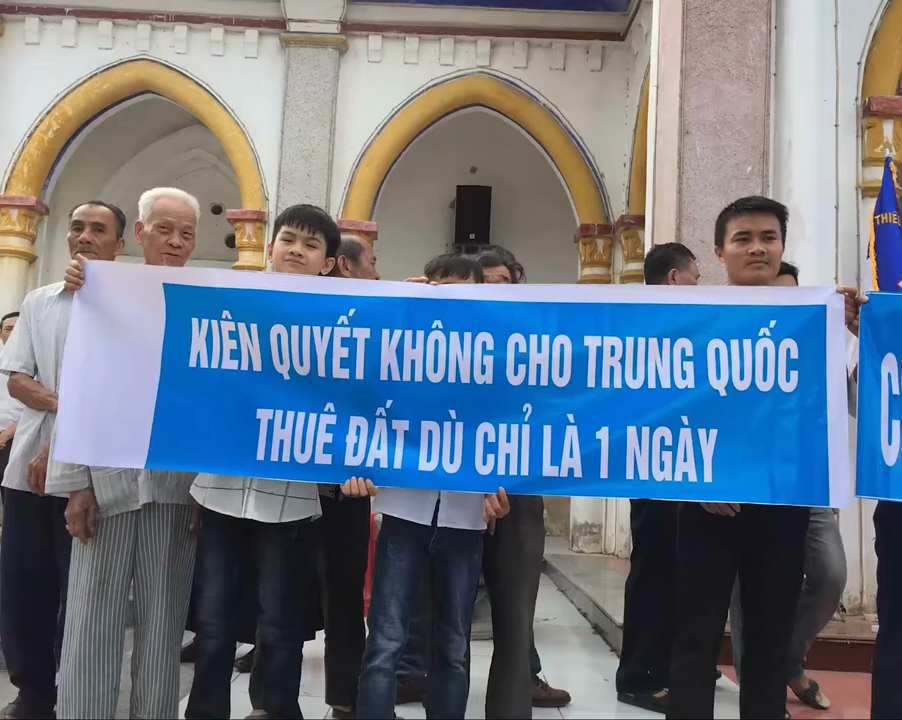 KIÊN QUYẾT KHÔNG CHO TRUNG QUỐC
THUÊ ĐẤT DÙ CHỈ LÀ 1 NGÀY